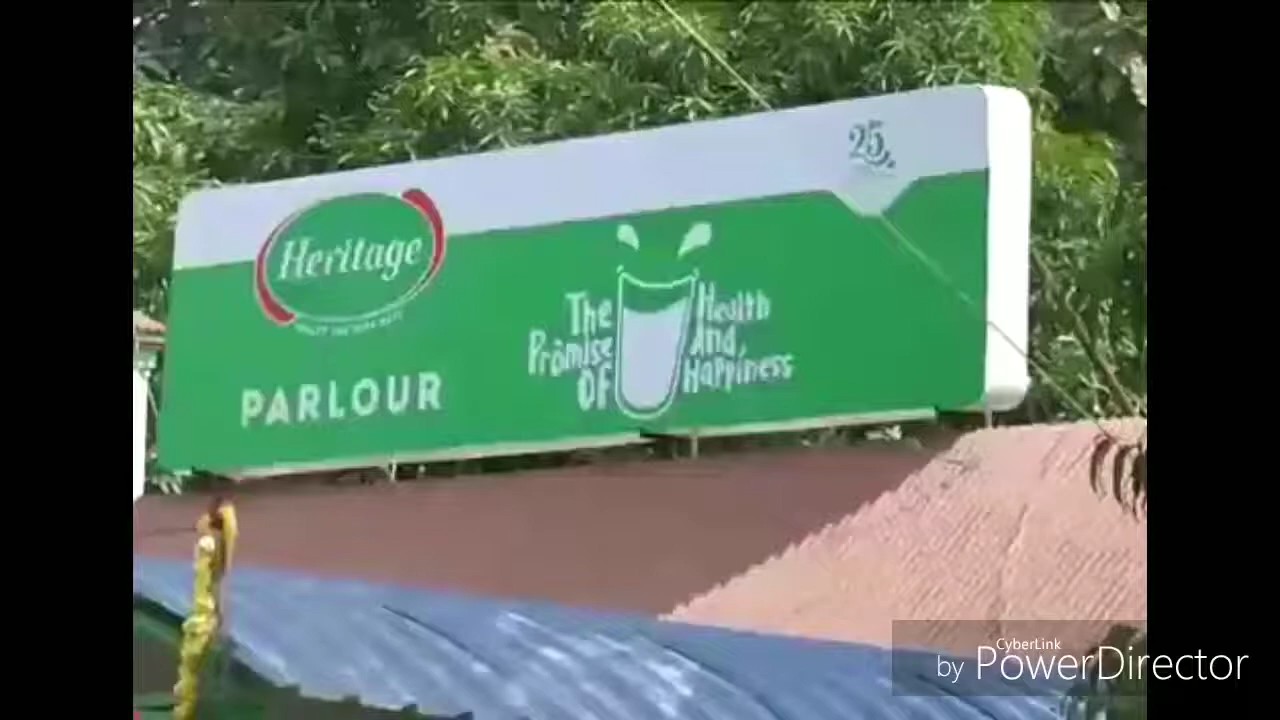 25
Heritage
PARLOUR
The Health
Promise And,
OF Happiness
CyberLink
by PowerDirector